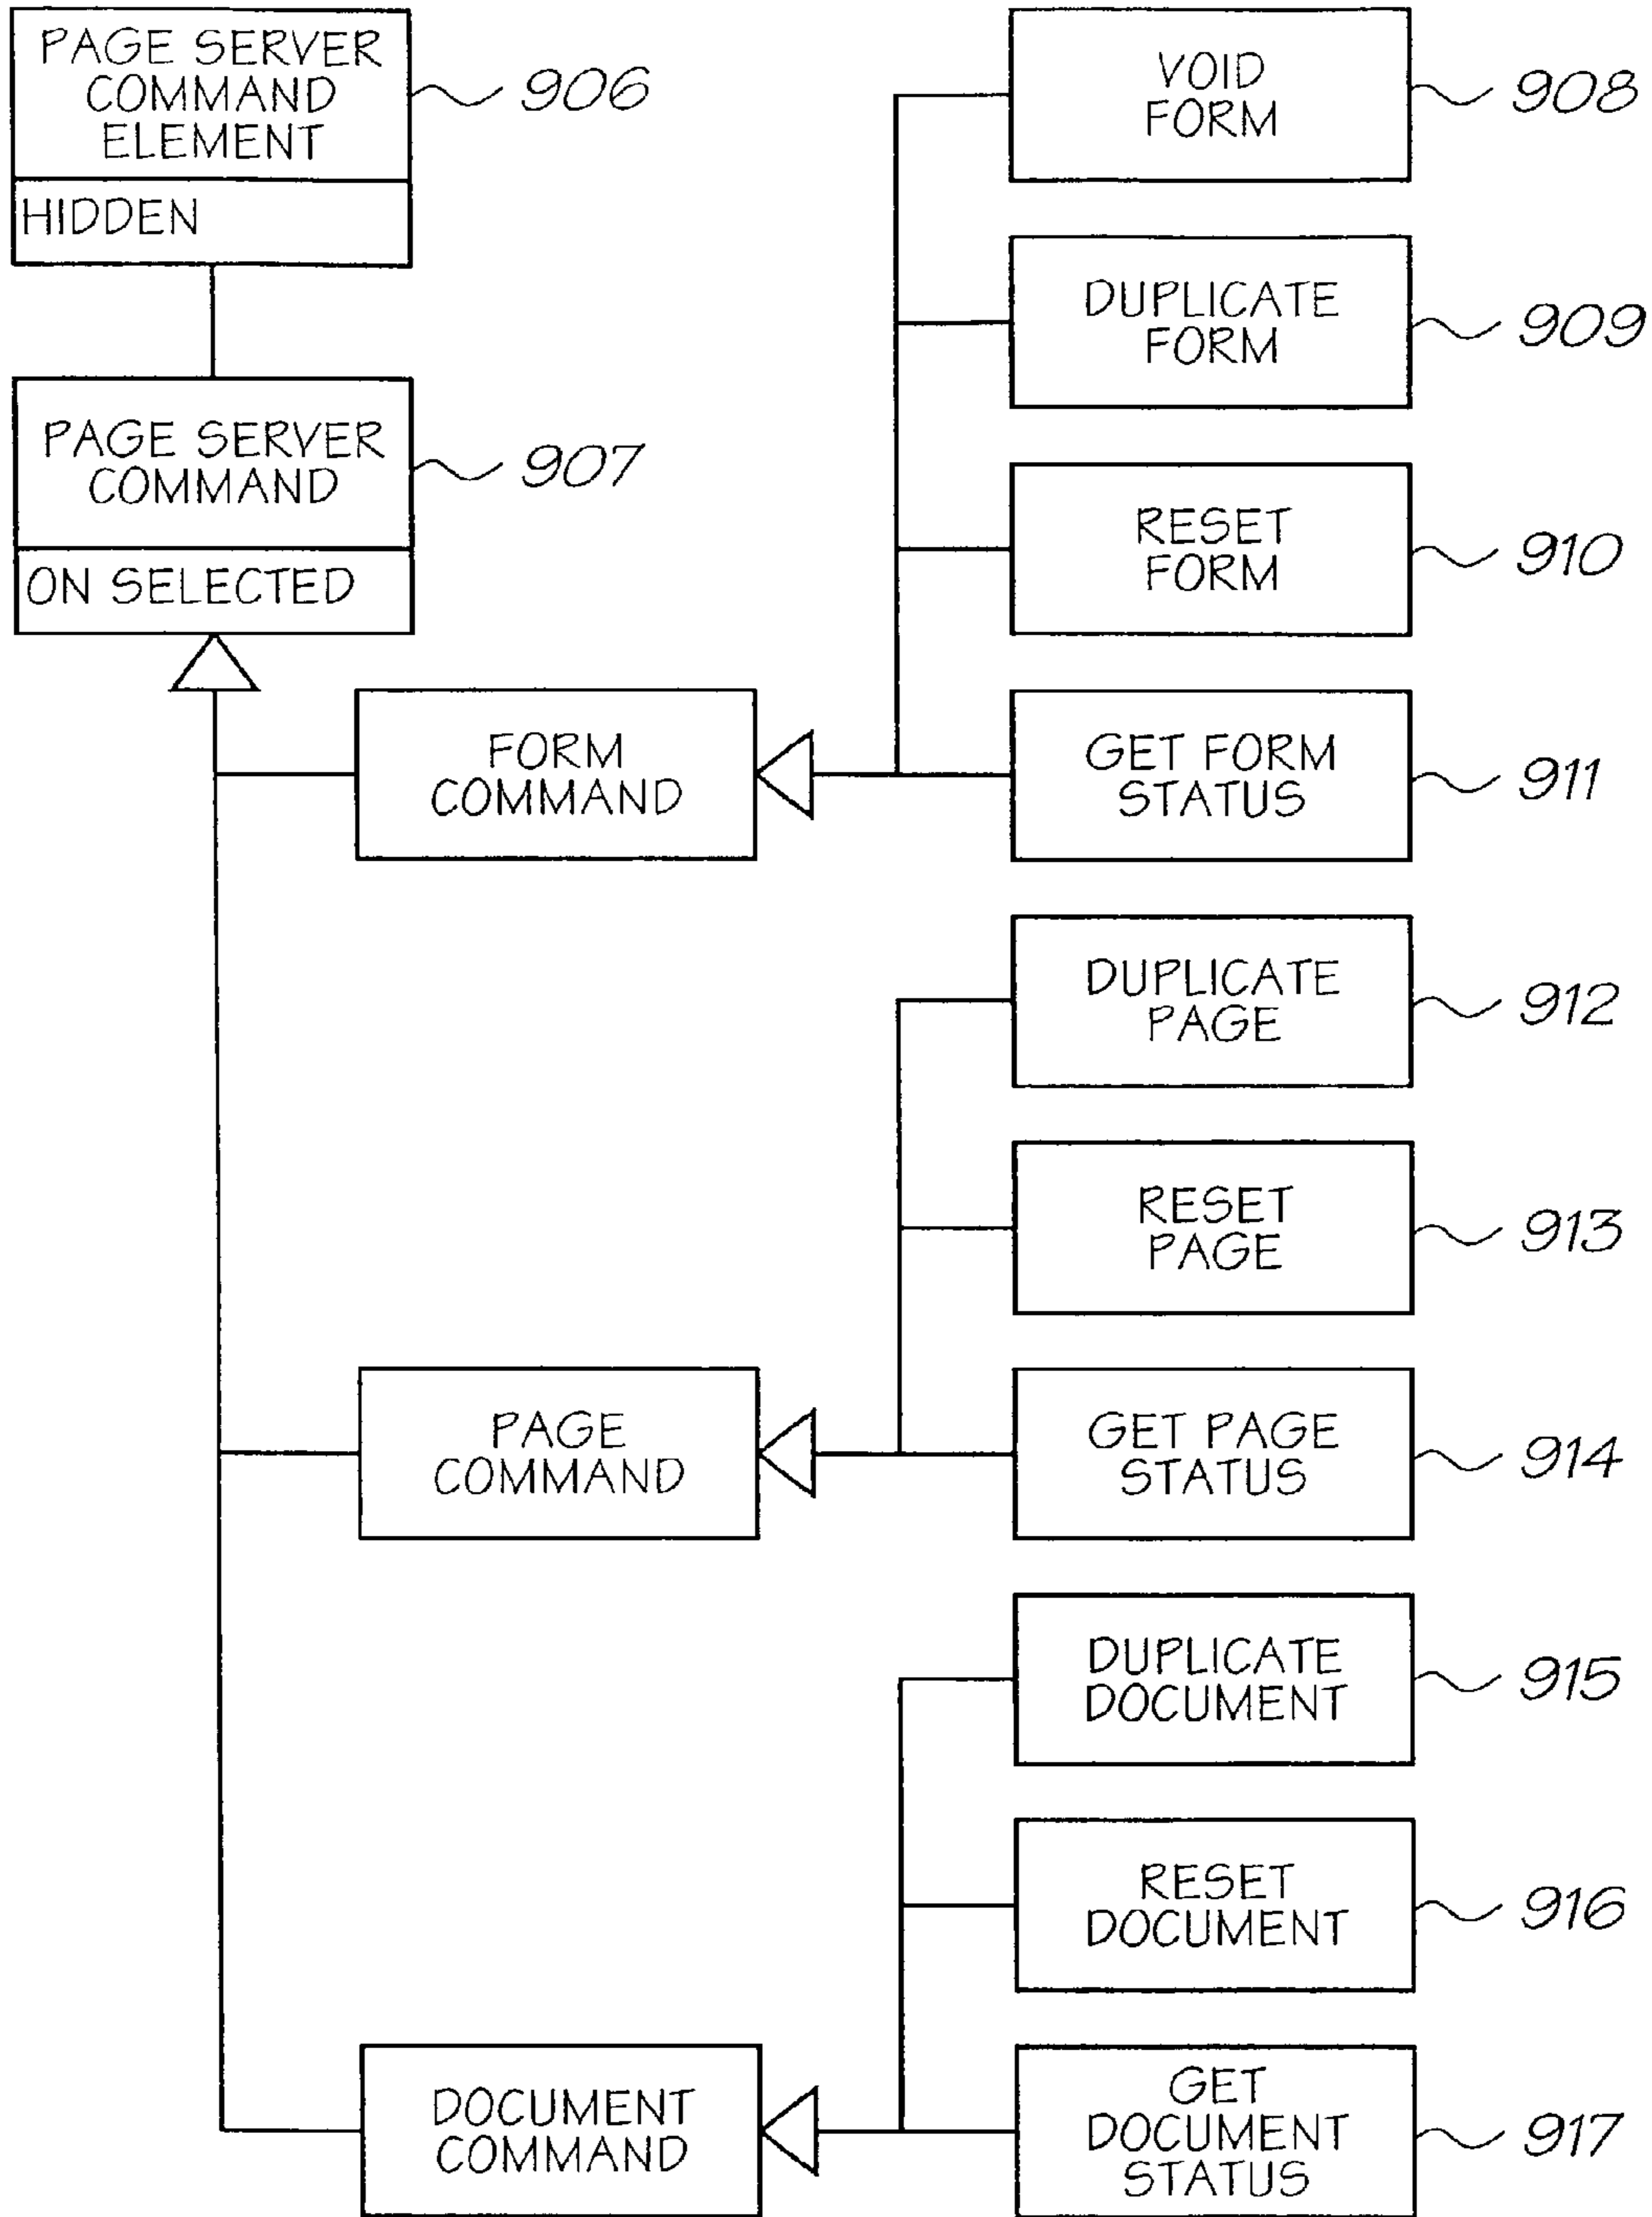 PAGE SERVER
COMMAND
ELEMENT
906
HIDDEN
PAGE SERVER
COMMAND
907
ON SELECTED
FORM
COMMAND
VOID
FORM
908
DUPLICATE
FORM
909
RESET
FORM
910
GET FORM
STATUS
911
PAGE
COMMAND
DUPLICATE
PAGE
912
RESET
PAGE
913
GET PAGE
STATUS
914
DOCUMENT
COMMAND
DUPLICATE
DOCUMENT
915
RESET
DOCUMENT
916
GET
DOCUMENT
STATUS
917